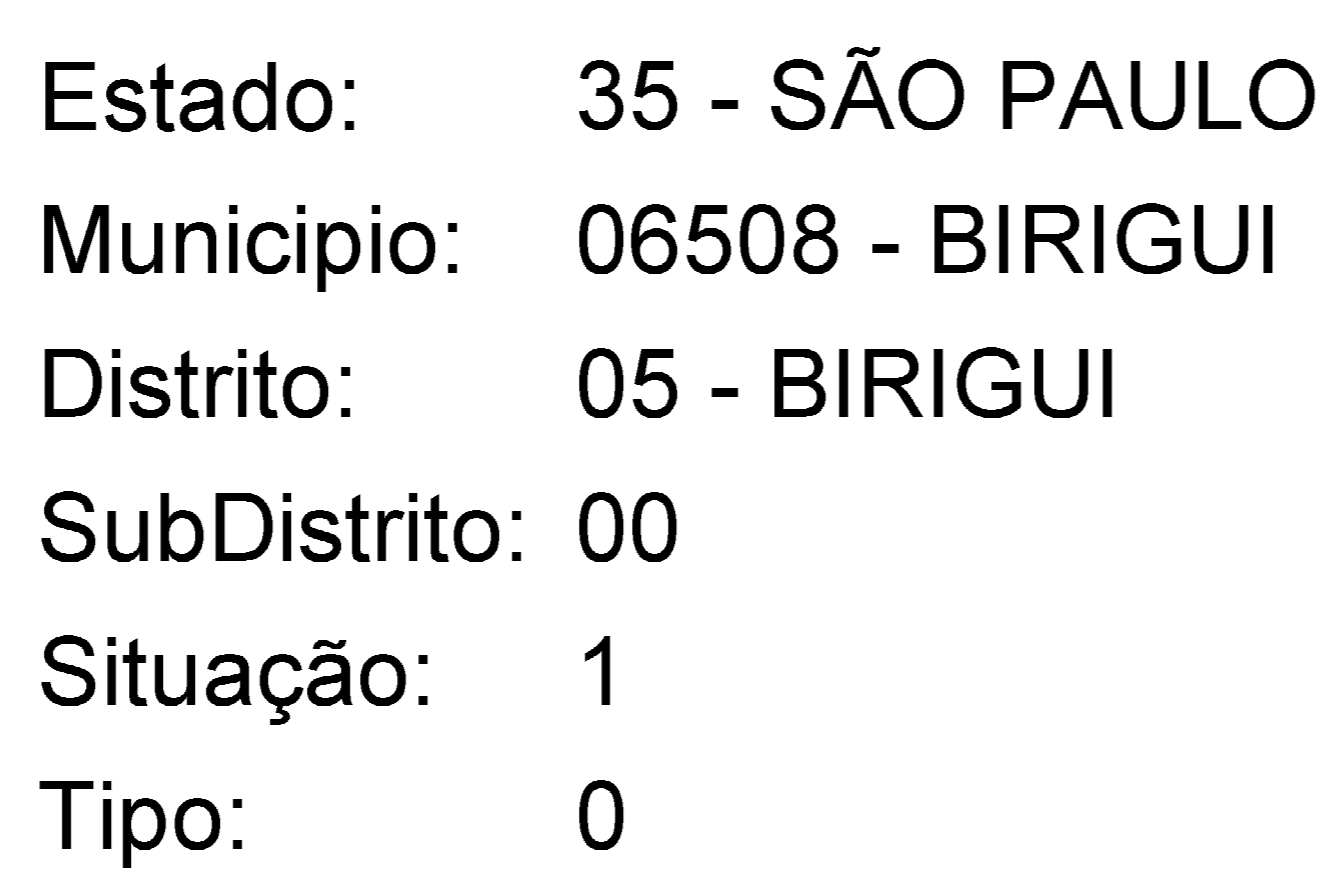 Estado: 35 - SÃO PAULO
Municipio: 06508 - BIRIGUI
Distrito: 05 - BIRIGUI
SubDistrito: 00
Situação: 1
Tipo: 0